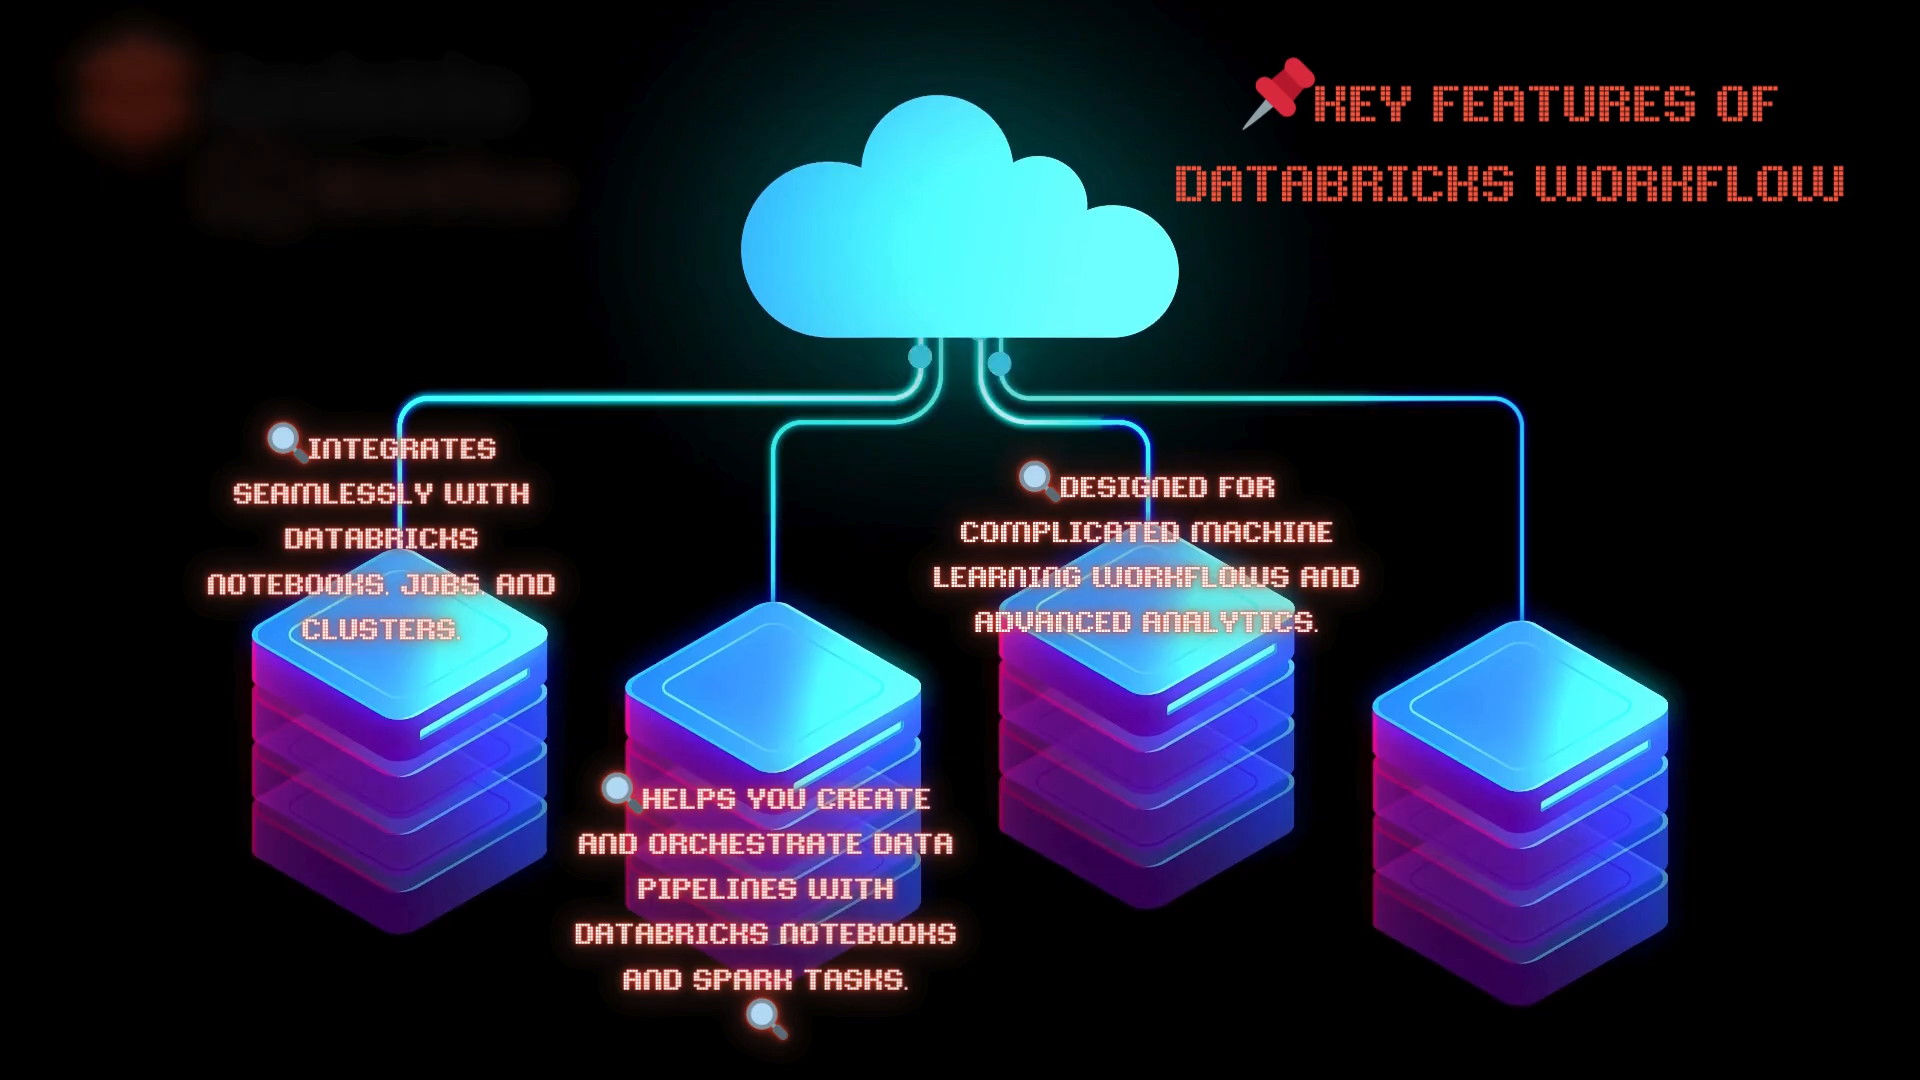 📌KEY FEATURES OF
DATABRICKS WORKFLOW
🔍INTEGRATES
SEAMLESSLY WITH
DATABRICKS
NOTEBOOKS, JOBS, AND
CLUSTERS.
🔍HELPS YOU CREATE
AND ORCHESTRATE DATA
PIPELINES WITH
DATABRICKS NOTEBOOKS
AND SPARK TASKS.
🔍
🔍DESIGNED FOR
COMPLICATED MACHINE
LEARNING WORKFLOWS AND
ADVANCED ANALYTICS.